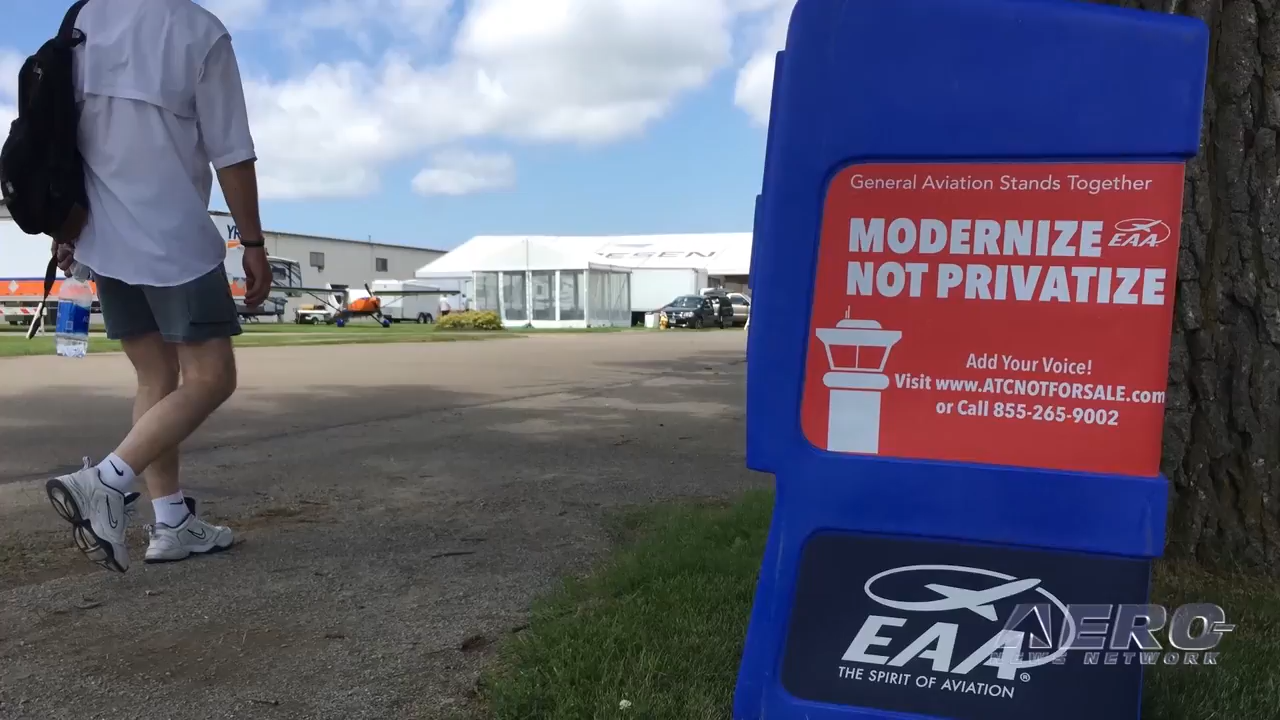 General Aviation Stands Together
MODERNIZE EAA
NOT PRIVATIZE
Add Your Voice!
Visit www.ATCNOTFORSALE.com
or Call 855-265-9002
EAA®
THE SPIRIT OF AVIATION
AERO-
NEWS NETWORK